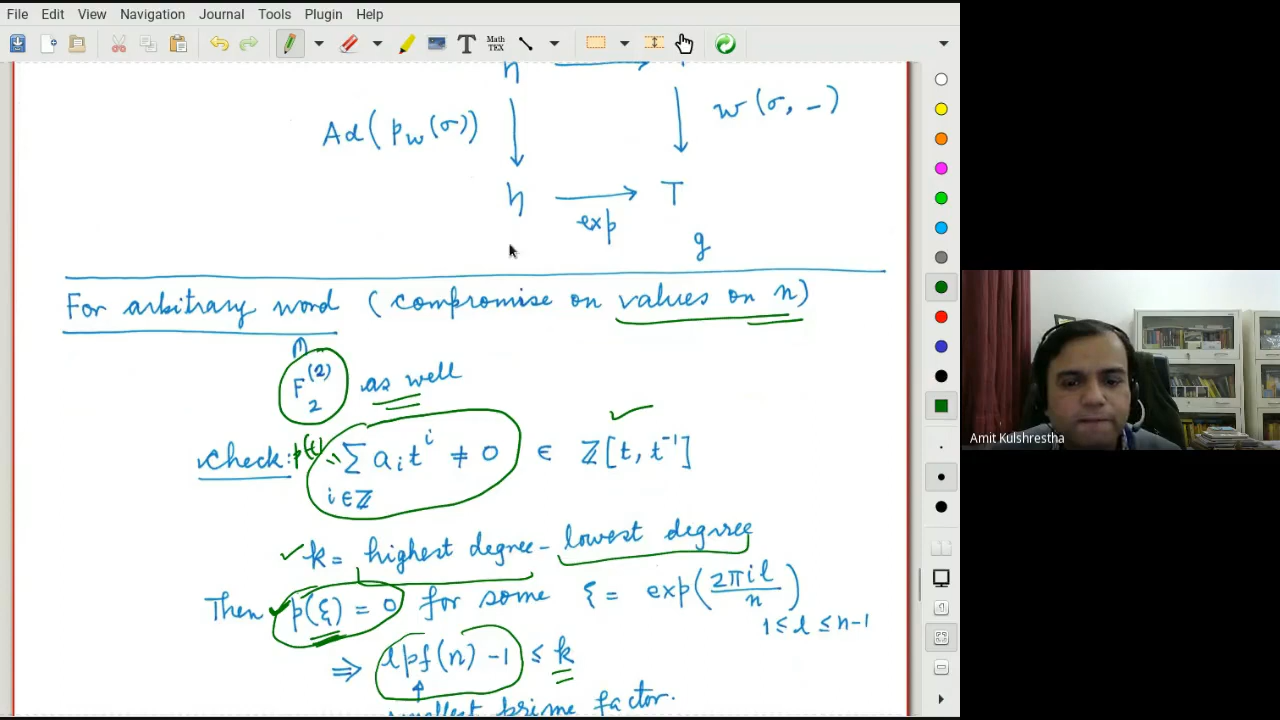 File Edit View Navigation Journal Tools Plugin Help
T Math TEX
Ad(p_w(σ)) w(σ, −)
η exp T
g
For arbitrary word (compromise on values on n)
F_2^(2) as well
Check: p(t) = ∑_{i∈ℤ} a_i t^i ≠ 0 ∈ ℤ[t, t^{-1}]
k = highest degree - lowest degree
Then p(ξ) = 0 for some ξ = exp(2πil/n)
1 ≤ l ≤ n-1
⇒ lpf(n) -1 ≤ k
smallest prime factor.
Amit Kulshrestha